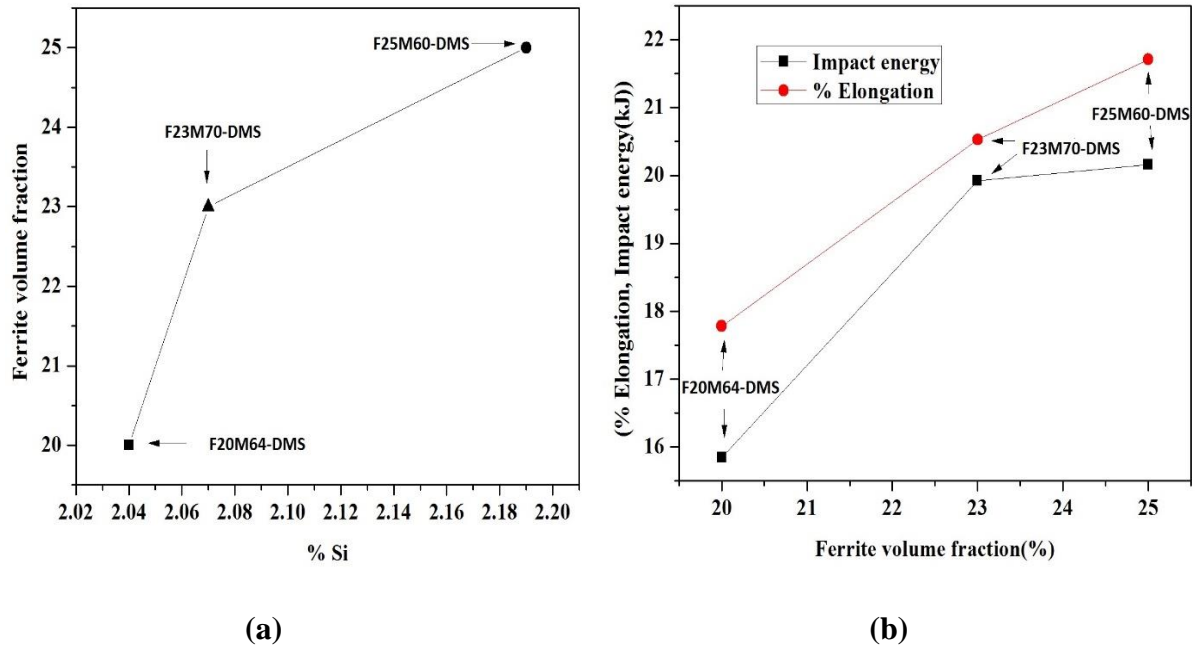 25
24
23
22
21
20
Ferrite volume fraction
F25M60-DMS
F23M70-DMS
F20M64-DMS
2.02 2.04 2.06 2.08 2.10 2.12 2.14 2.16 2.18 2.20
% Si
(a)
22
21
20
19
18
17
16
(% Elongation, Impact energy(kJ))
Impact energy
% Elongation
F25M60-DMS
F23M70-DMS
F20M64-DMS
20 21 22 23 24 25
Ferrite volume fraction(%)
(b)